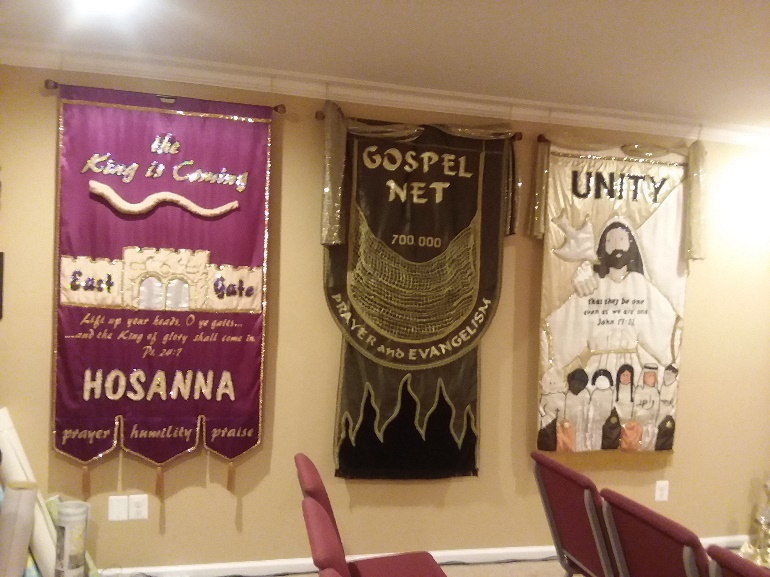 the
King is Coming
East Gate
Lift up your heads, O ye gates...
...and the King of glory shall come in.
Ps. 24:7
HOSANNA
prayer humility praise
GOSPEL
NET
700,000
PRAYER and EVANGELISM
UNITY
that they be one
even as we are one
John 17:21